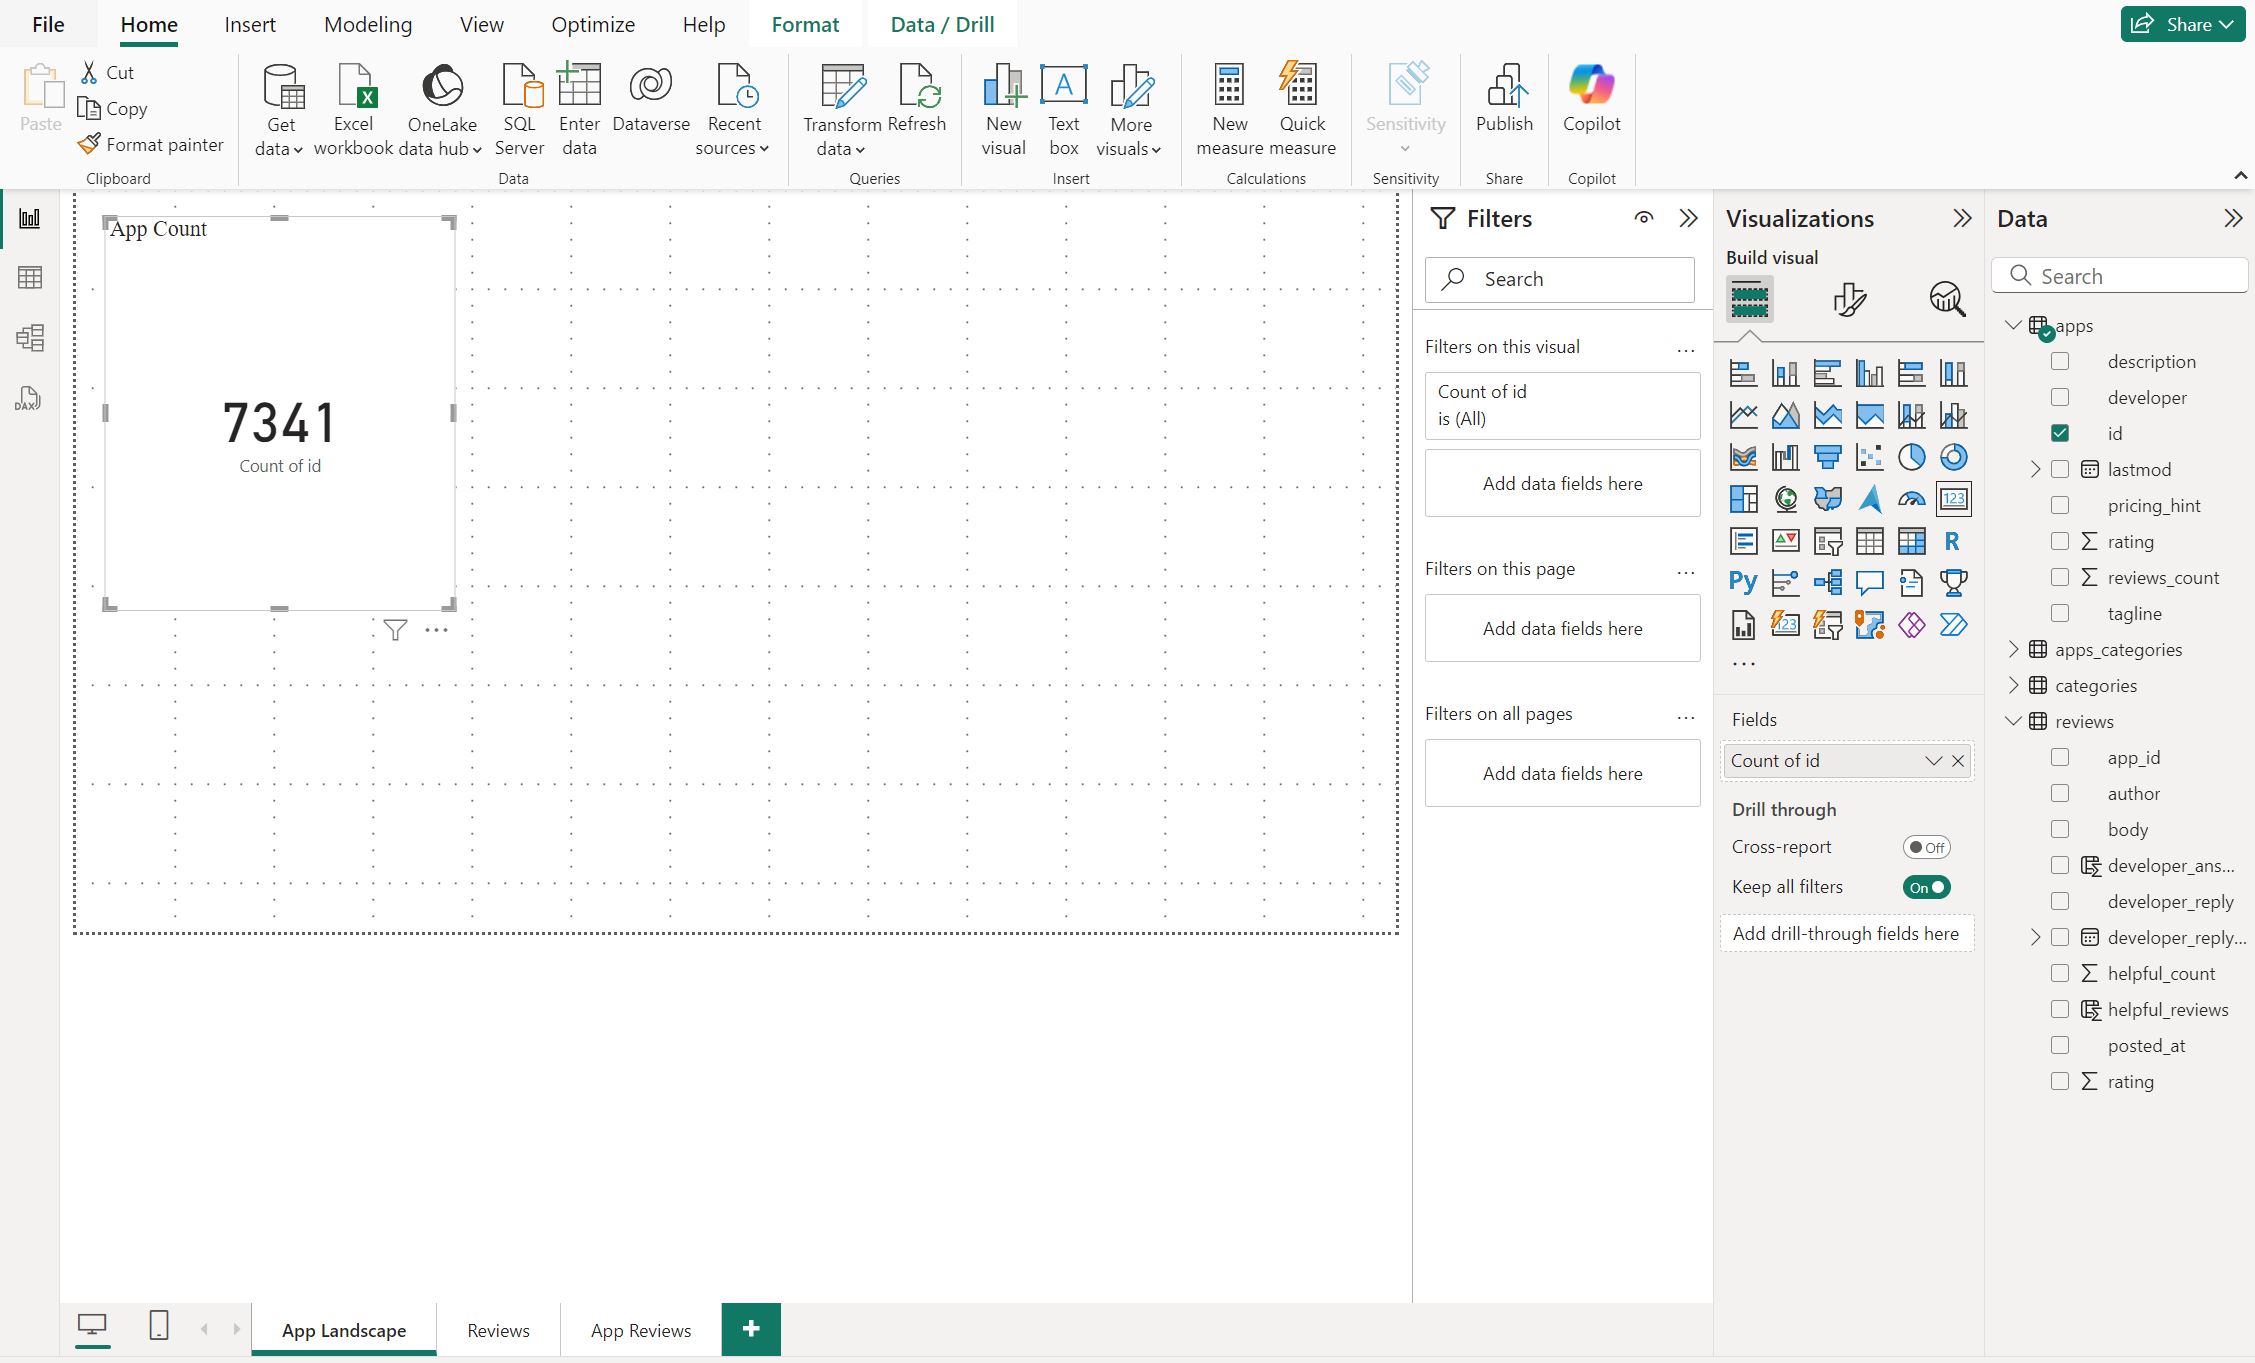 File
Home
Insert
Modeling
View
Optimize
Help
Format
Data / Drill
Share
Paste
Cut
Copy
Format painter
Clipboard
Get
data
Excel
workbook
OneLake
data hub
SQL
Server
Enter
data
Dataverse
Recent
sources
Data
Transform
data
Refresh
Queries
New
visual
A
Text
box
More
visuals
Insert
New
measure
Quick
measure
Calculations
Sensitivity
Sensitivity
Publish
Share
Copilot
Copilot
DAX
App Count
7341
Count of id
Filters
Search
Filters on this visual
Count of id
is (All)
Add data fields here
Filters on this page
Add data fields here
Filters on all pages
Add data fields here
Visualizations
Build visual
123
R
Py
123
Fields
Count of id
Drill through
Cross-report
Off
Keep all filters
On
Add drill-through fields here
Data
Search
apps
description
developer
id
lastmod
pricing_hint
rating
reviews_count
tagline
apps_categories
categories
reviews
app_id
author
body
developer_ans...
developer_reply
developer_reply...
helpful_count
helpful_reviews
posted_at
rating
App Landscape
Reviews
App Reviews